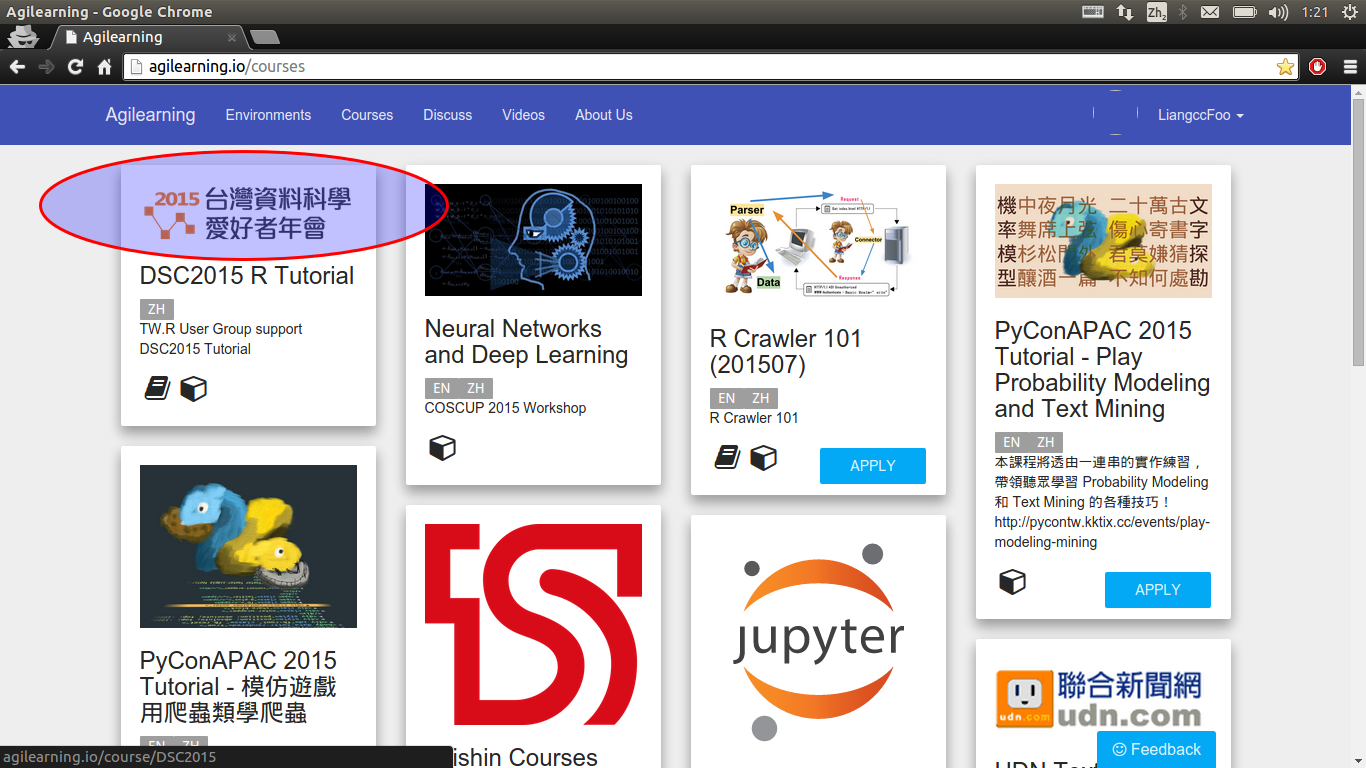 Agilearning - Google Chrome
Zh₂
1:21
Agilearning
agilearning.io/courses
Agilearning
Environments
Courses
Discuss
Videos
About Us
LiangccFoo
2015 台灣資料科學
愛好者年會
DSC2015 R Tutorial
ZH
TW.R User Group support
DSC2015 Tutorial
Neural Networks
and Deep Learning
EN ZH
COSCUP 2015 Workshop
Parser
Request
Connector
Response
Data
R Crawler 101
(201507)
EN ZH
R Crawler 101
APPLY
機中夜月光 二十萬古文
率舞席上弦 傷心寄書字
模杉松門外 君莫嫌猜探
型釀酒一篇 不知何處勘
PyConAPAC 2015
Tutorial - Play
Probability Modeling
and Text Mining
EN ZH
本課程將透由一連串的實作練習，
帶領聽眾學習 Probability Modeling
和 Text Mining 的各種技巧！
http://pycontw.kktix.cc/events/play-
modeling-mining
APPLY
PyConAPAC 2015
Tutorial - 模仿遊戲
用爬蟲類學爬蟲
EN ZH
ishin Courses
jupyter
聯合新聞網
udn.com
udn.com
UDN Text
Feedback
agilearning.io/course/DSC2015